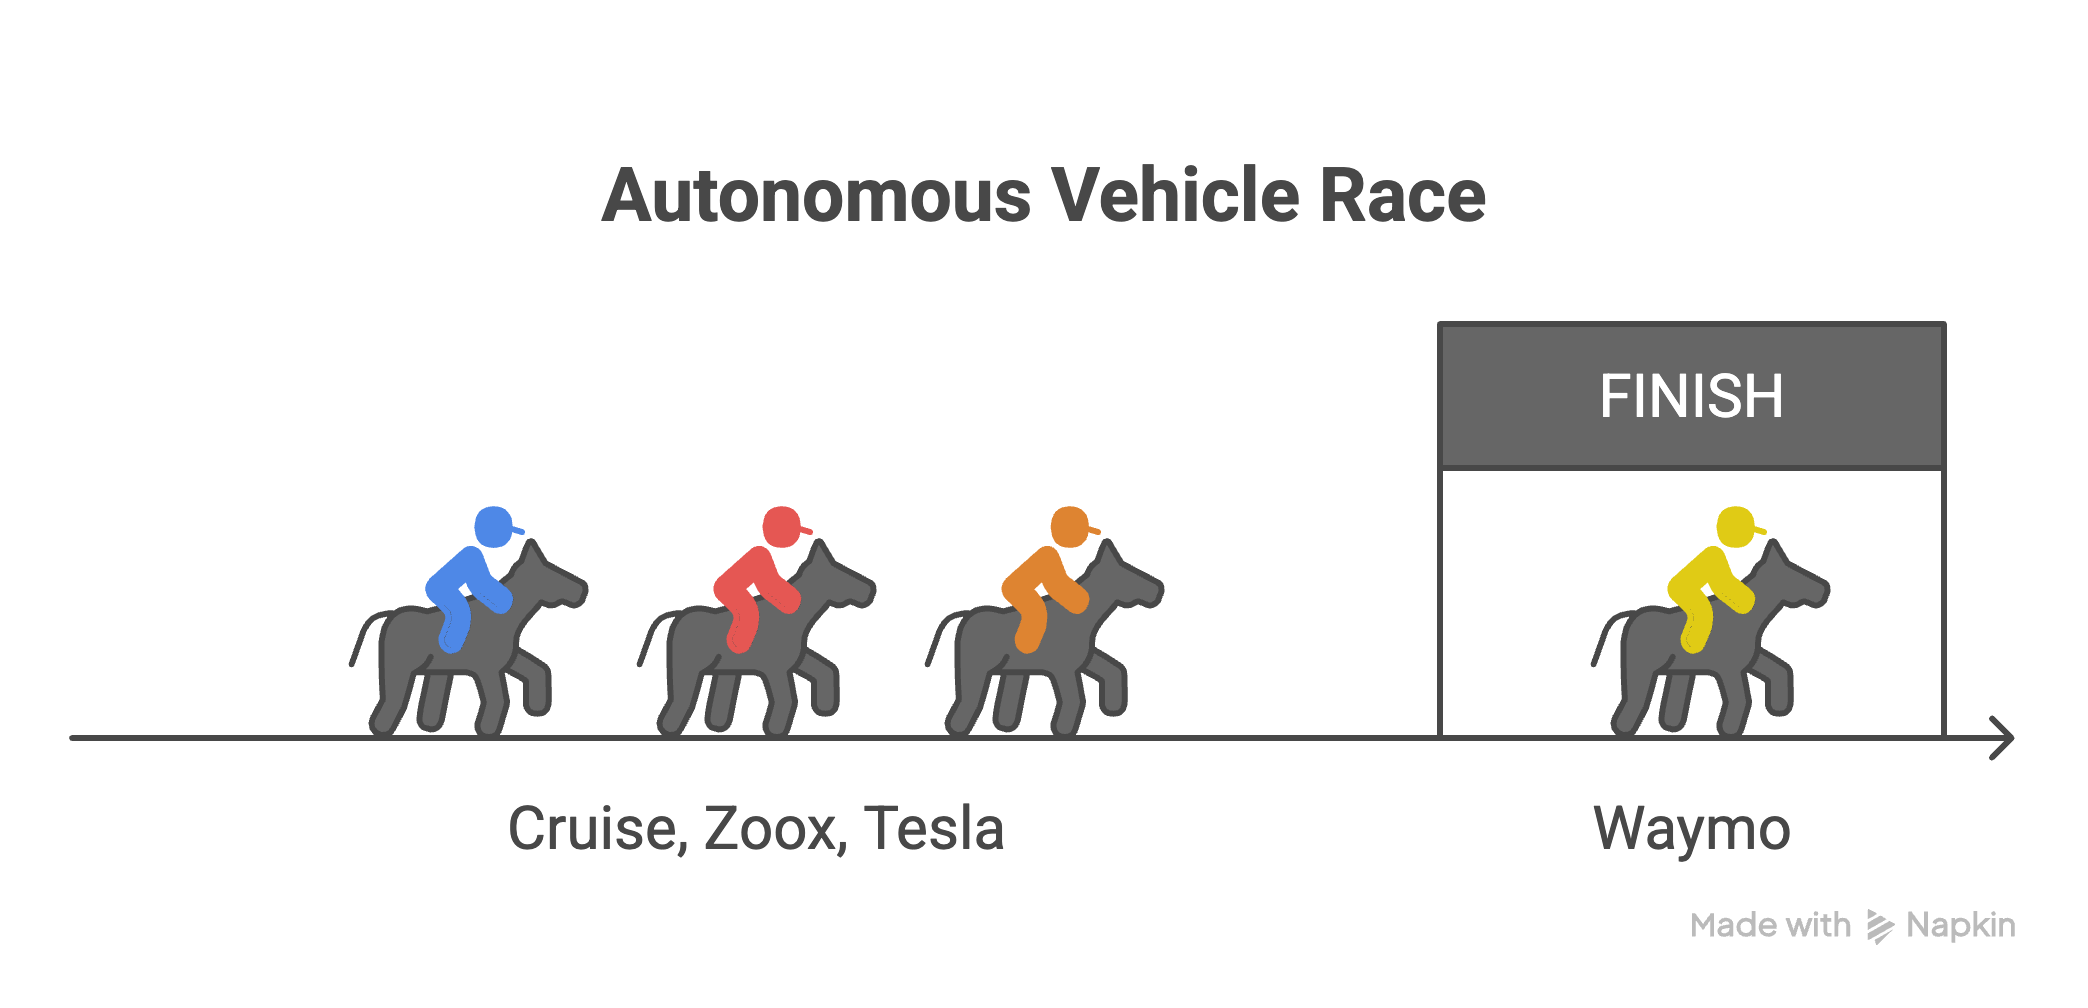 Autonomous Vehicle Race
FINISH
Cruise, Zoox, Tesla
Waymo
Made with Napkin